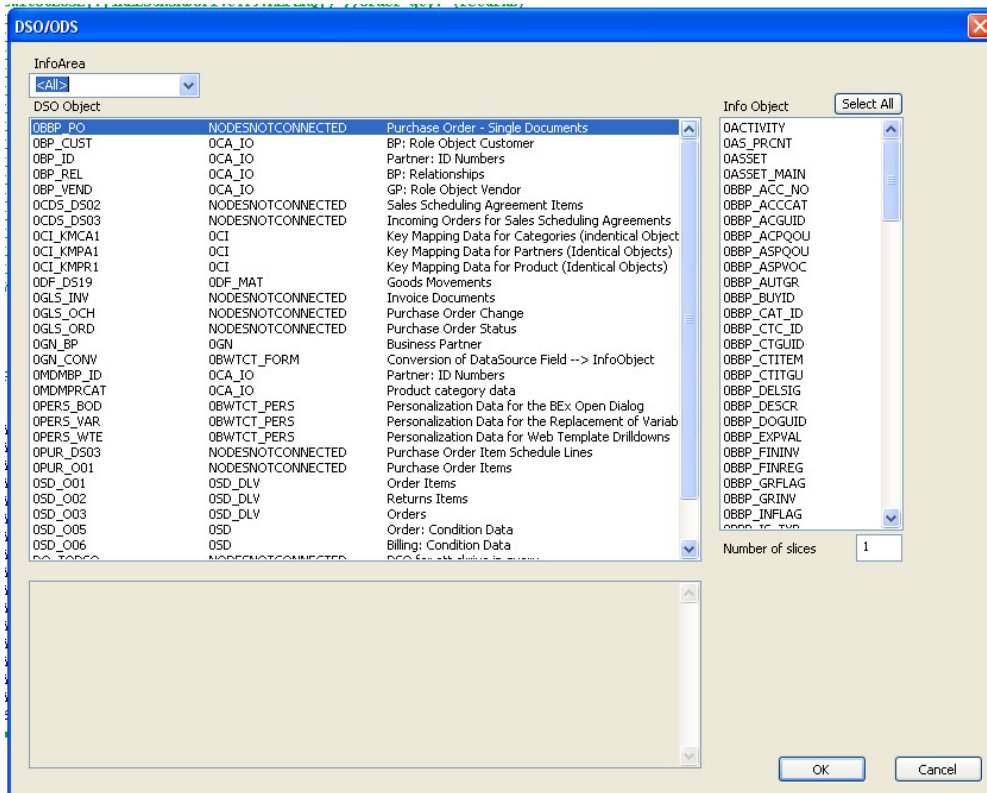 DSO/ODS
InfoArea
<All>
DSO Object
Info Object
Select All
0BBP_PO NODESNOTCONNECTED Purchase Order - Single Documents
0BP_CUST 0CA_IO BP: Role Object Customer
0BP_ID 0CA_IO Partner: ID Numbers
0BP_REL 0CA_IO BP: Relationships
0BP_VEND 0CA_IO GP: Role Object Vendor
0CDS_DS02 NODESNOTCONNECTED Sales Scheduling Agreement Items
0CDS_DS03 NODESNOTCONNECTED Incoming Orders for Sales Scheduling Agreements
0CI_KMCA1 0CI Key Mapping Data for Categories (indentical Object
0CI_KMPA1 0CI Key Mapping Data for Partners (Identical Objects)
0CI_KMPR1 0CI Key Mapping Data for Product (Identical Objects)
0DF_DS19 0DF_MAT Goods Movements
0GLS_INV NODESNOTCONNECTED Invoice Documents
0GLS_OCH NODESNOTCONNECTED Purchase Order Change
0GLS_ORD NODESNOTCONNECTED Purchase Order Status
0GN_BP 0GN Business Partner
0GN_CONV 0BWTCT_FORM Conversion of DataSource Field --> InfoObject
0MDMBP_ID 0CA_IO Partner: ID Numbers
0MDMPRCAT 0CA_IO Product category data
0PERS_BOD 0BWTCT_PERS Personalization Data for the BEx Open Dialog
0PERS_VAR 0BWTCT_PERS Personalization Data for the Replacement of Variab
0PERS_WTE 0BWTCT_PERS Personalization Data for Web Template Drilldowns
0PUR_DS03 NODESNOTCONNECTED Purchase Order Item Schedule Lines
0PUR_O01 NODESNOTCONNECTED Purchase Order Items
0SD_O01 0SD_DLV Order Items
0SD_O02 0SD_DLV Returns Items
0SD_O03 0SD_DLV Orders
0SD_O05 0SD Order: Condition Data
0SD_O06 0SD Billing: Condition Data
0ACTIVITY
0AS_PRCNT
0ASSET
0ASSET_MAIN
0BBP_ACC_NO
0BBP_ACCCAT
0BBP_ACGUID
0BBP_ACPQOU
0BBP_ASPQOU
0BBP_ASPVOC
0BBP_AUTGR
0BBP_BUYID
0BBP_CAT_ID
0BBP_CTC_ID
0BBP_CTGUID
0BBP_CTITEM
0BBP_CTITGU
0BBP_DELSIG
0BBP_DESCR
0BBP_DOGUID
0BBP_EXPVAL
0BBP_FININV
0BBP_FINREG
0BBP_GRFLAG
0BBP_GRINV
0BBP_INFLAG
Number of slices 1
OK
Cancel